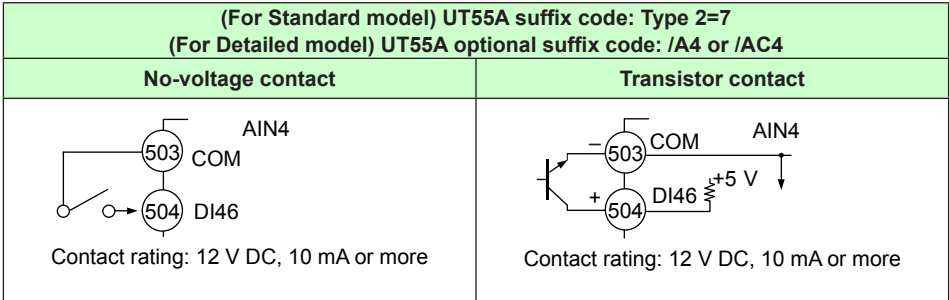 (For Standard model) UT55A suffix code: Type 2=7
(For Detailed model) UT55A optional suffix code: /A4 or /AC4
No-voltage contact
Transistor contact
AIN4
503
COM
504
DI46
Contact rating: 12 V DC, 10 mA or more
AIN4
− 503 COM
+5 V
+ 504 DI46
Contact rating: 12 V DC, 10 mA or more